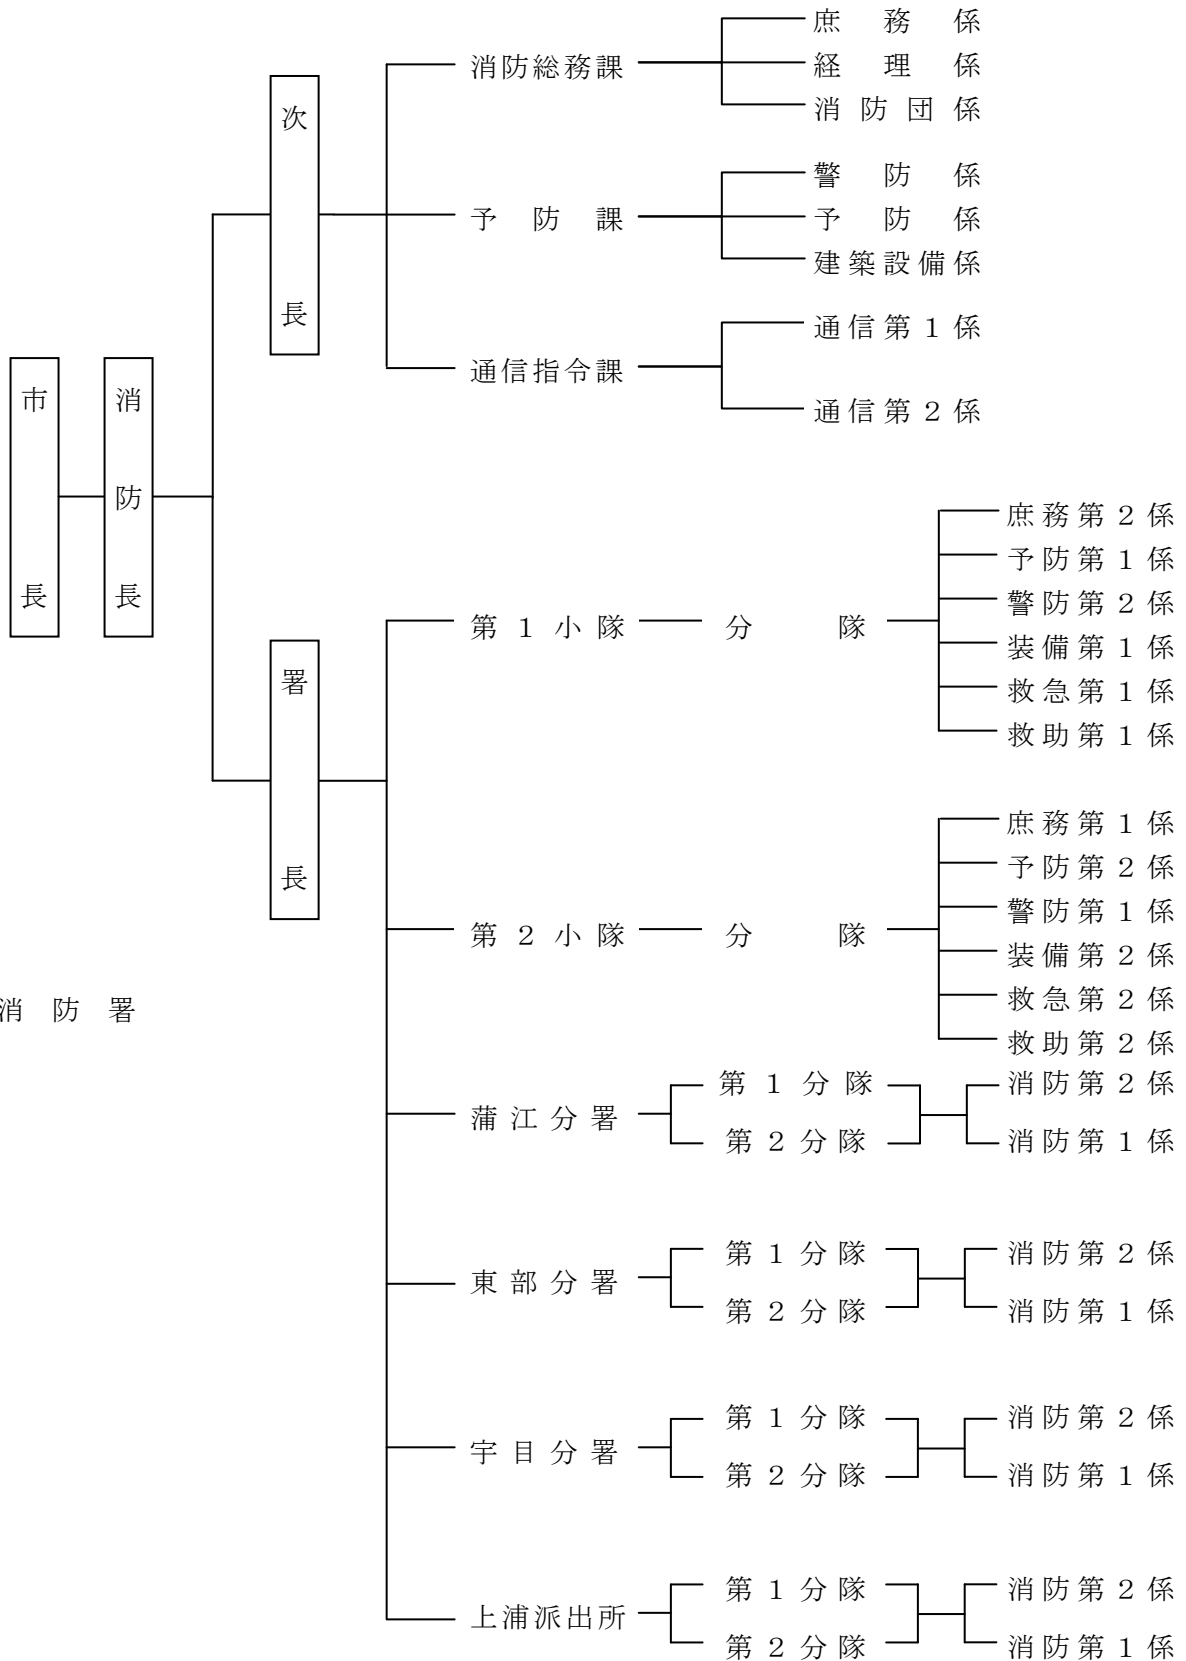 市長
消防長
次長
消防総務課
庶務係
経理係
消防団係
予防課
警防係
予防係
建築設備係
通信指令課
通信第１係
通信第２係
署長
第１小隊
分隊
庶務第２係
予防第１係
警防第２係
装備第１係
救急第１係
救助第１係
第２小隊
分隊
庶務第１係
予防第２係
警防第１係
装備第２係
救急第２係
救助第２係
消防署
蒲江分署
第１分隊
第２分隊
消防第２係
消防第１係
東部分署
第１分隊
第２分隊
消防第２係
消防第１係
宇目分署
第１分隊
第２分隊
消防第２係
消防第１係
上浦派出所
第１分隊
第２分隊
消防第２係
消防第１係